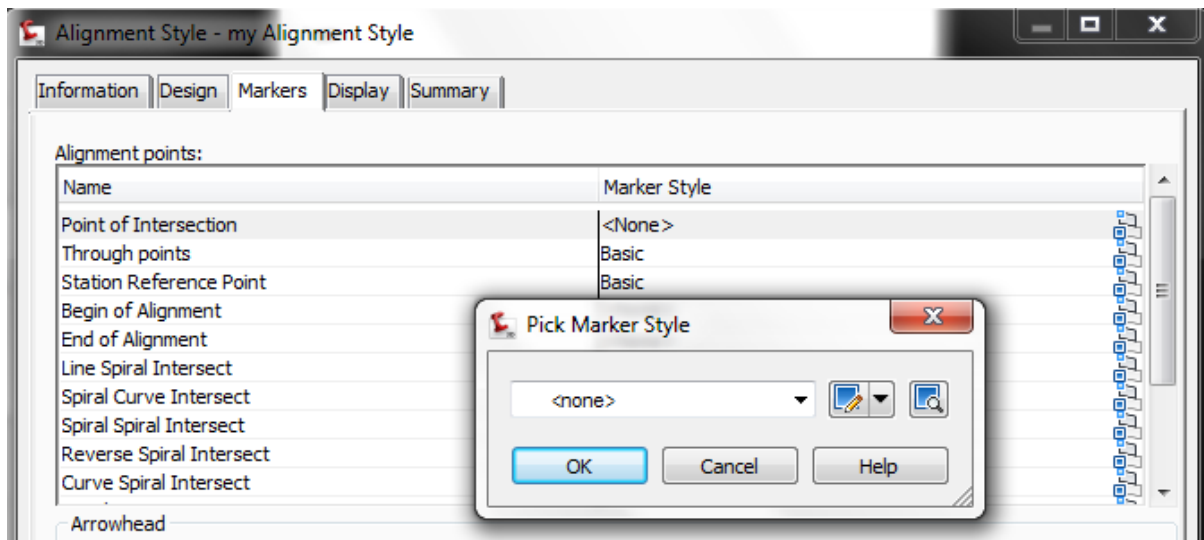 Alignment Style - my Alignment Style
Information Design Markers Display Summary
Alignment points:
Name Marker Style
Point of Intersection <None>
Through points Basic
Station Reference Point Basic
Begin of Alignment
End of Alignment
Line Spiral Intersect
Spiral Curve Intersect
Spiral Spiral Intersect
Reverse Spiral Intersect
Curve Spiral Intersect
Pick Marker Style
<none>
OK Cancel Help
Arrowhead